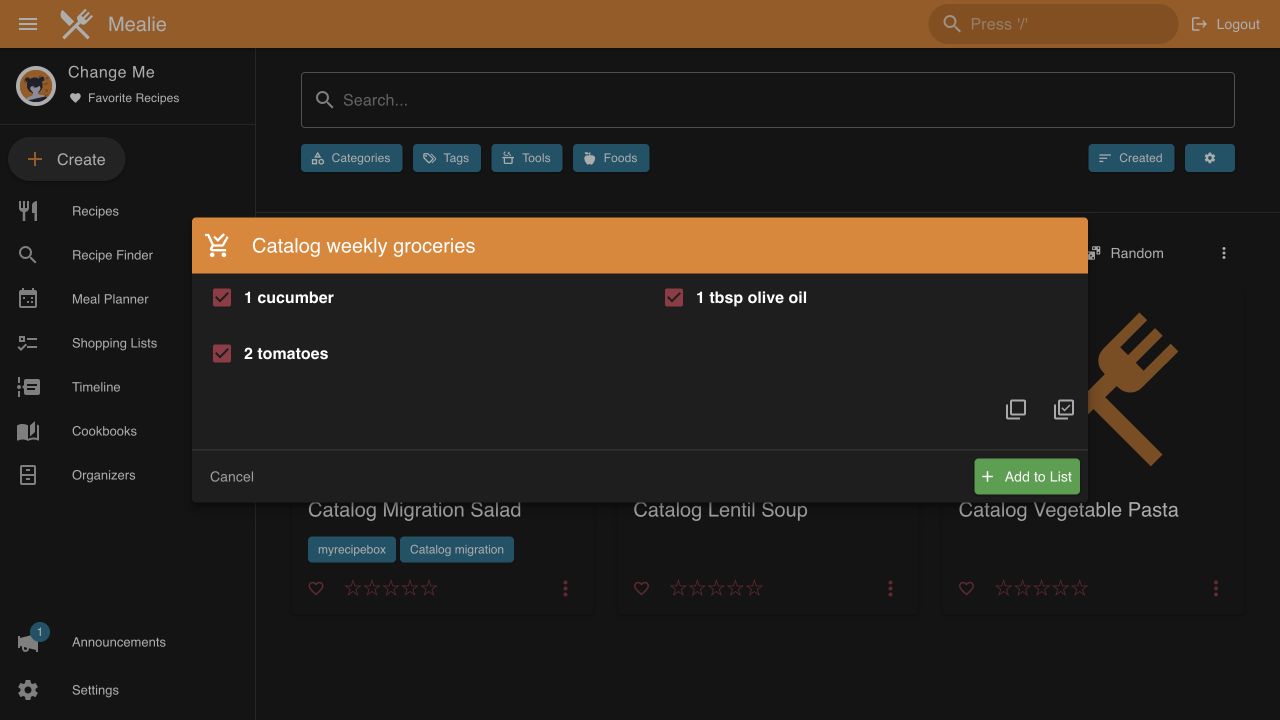 Mealie
Press '/'
Logout
Change Me
Favorite Recipes
Search...
Create
Categories
Tags
Tools
Foods
Created
Recipes
Recipe Finder
Meal Planner
Shopping Lists
Timeline
Cookbooks
Organizers
Random
Catalog weekly groceries
1 cucumber
1 tbsp olive oil
2 tomatoes
Cancel
Add to List
Catalog Migration Salad
Catalog Lentil Soup
Catalog Vegetable Pasta
myrecipebox
Catalog migration
1
Announcements
Settings